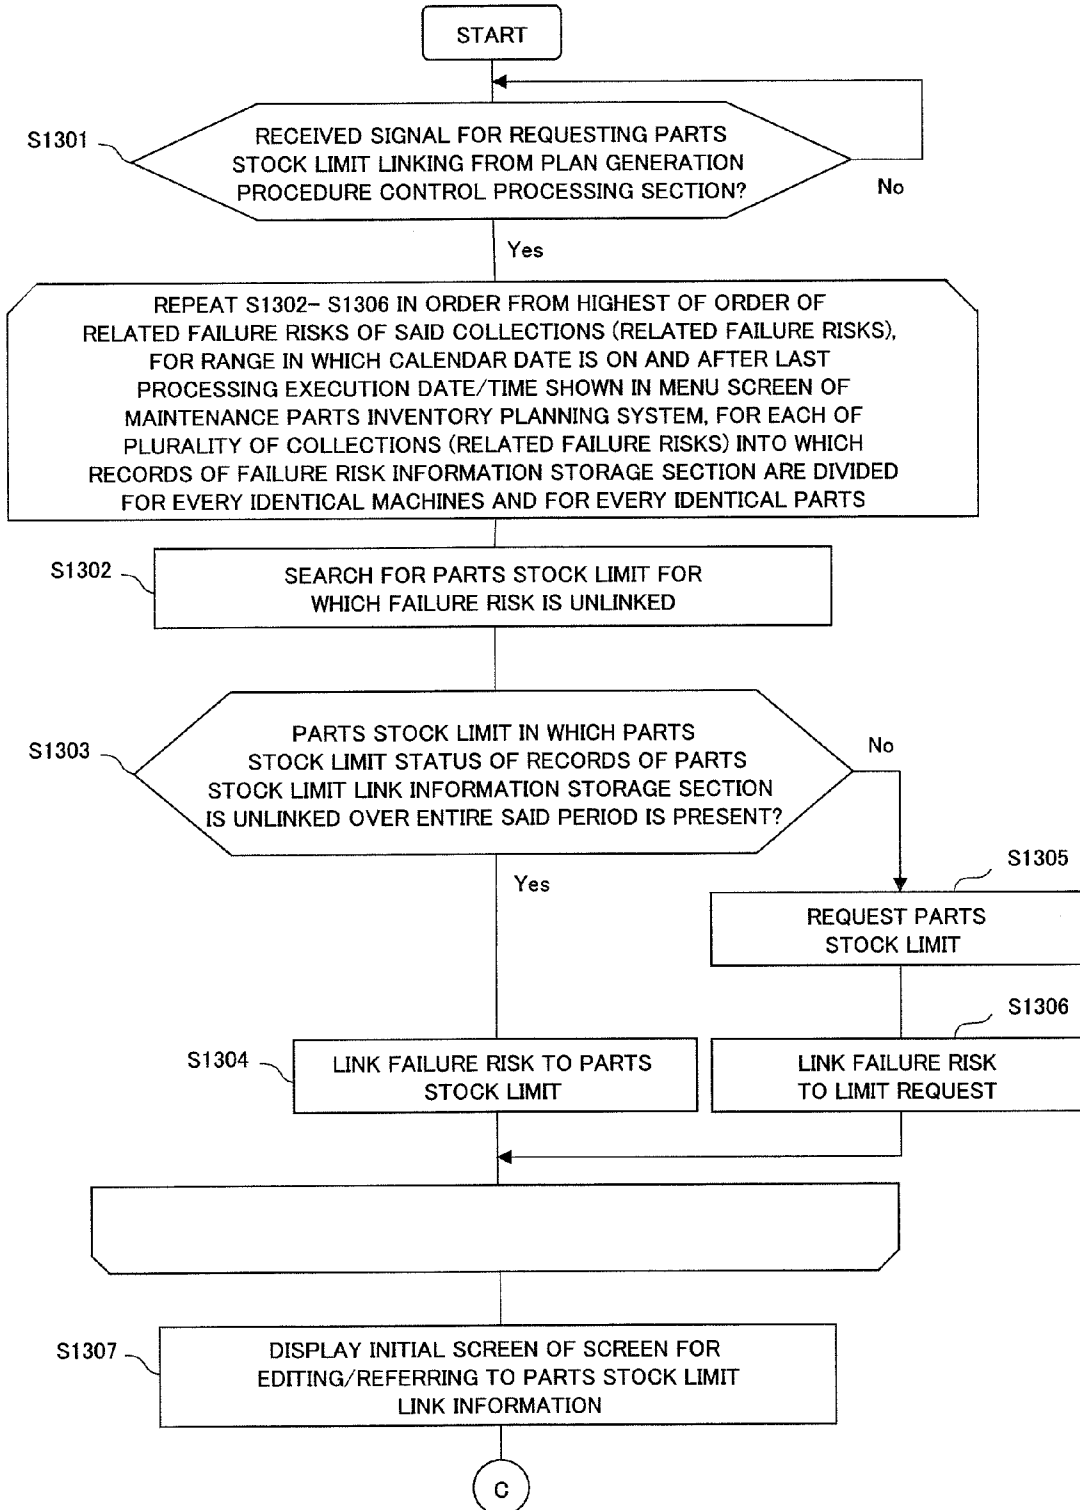 START
S1301
RECEIVED SIGNAL FOR REQUESTING PARTS
STOCK LIMIT LINKING FROM PLAN GENERATION
PROCEDURE CONTROL PROCESSING SECTION?
No
Yes
REPEAT S1302- S1306 IN ORDER FROM HIGHEST OF ORDER OF
RELATED FAILURE RISKS OF SAID COLLECTIONS (RELATED FAILURE RISKS),
FOR RANGE IN WHICH CALENDAR DATE IS ON AND AFTER LAST
PROCESSING EXECUTION DATE/TIME SHOWN IN MENU SCREEN OF
MAINTENANCE PARTS INVENTORY PLANNING SYSTEM, FOR EACH OF
PLURALITY OF COLLECTIONS (RELATED FAILURE RISKS) INTO WHICH
RECORDS OF FAILURE RISK INFORMATION STORAGE SECTION ARE DIVIDED
FOR EVERY IDENTICAL MACHINES AND FOR EVERY IDENTICAL PARTS
S1302
SEARCH FOR PARTS STOCK LIMIT FOR
WHICH FAILURE RISK IS UNLINKED
S1303
PARTS STOCK LIMIT IN WHICH PARTS
STOCK LIMIT STATUS OF RECORDS OF PARTS
STOCK LIMIT LINK INFORMATION STORAGE SECTION
IS UNLINKED OVER ENTIRE SAID PERIOD IS PRESENT?
No
Yes
S1305
REQUEST PARTS
STOCK LIMIT
S1306
LINK FAILURE RISK
TO LIMIT REQUEST
S1304
LINK FAILURE RISK TO PARTS
STOCK LIMIT
S1307
DISPLAY INITIAL SCREEN OF SCREEN FOR
EDITING/REFERRING TO PARTS STOCK LIMIT
LINK INFORMATION
C